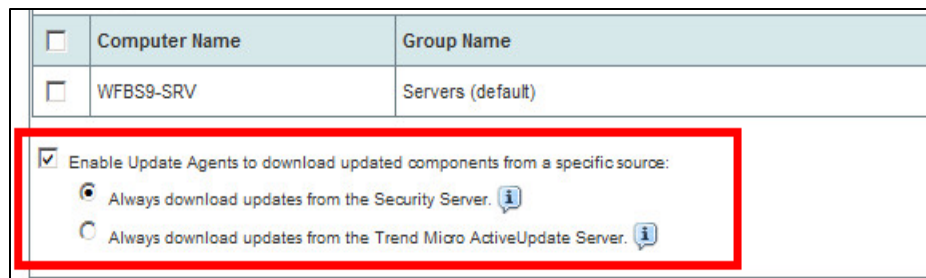 Computer Name Group Name
WFBS9-SRV Servers (default)
Enable Update Agents to download updated components from a specific source:
Always download updates from the Security Server. i
Always download updates from the Trend Micro ActiveUpdate Server. i